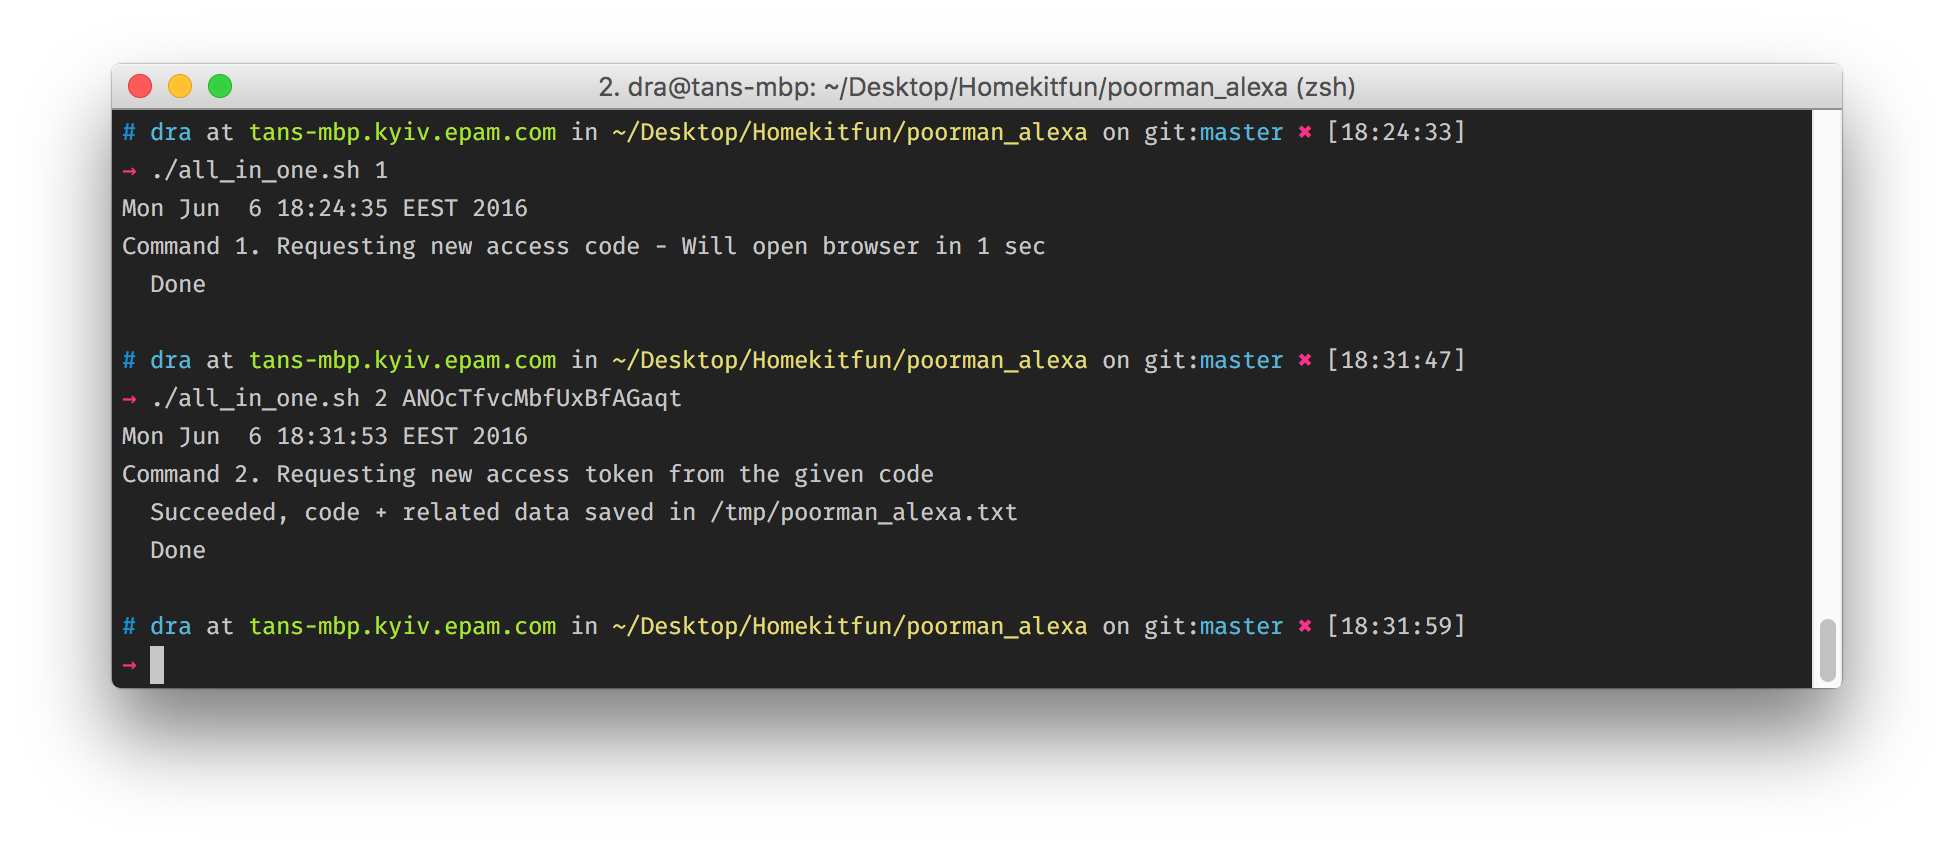 2. dra@tans-mbp: ~/Desktop/Homekitfun/poorman_alexa (zsh)
# dra at tans-mbp.kyiv.epam.com in ~/Desktop/Homekitfun/poorman_alexa on git:master ✖ [18:24:33]
→ ./all_in_one.sh 1
Mon Jun  6 18:24:35 EEST 2016
Command 1. Requesting new access code - Will open browser in 1 sec
  Done
# dra at tans-mbp.kyiv.epam.com in ~/Desktop/Homekitfun/poorman_alexa on git:master ✖ [18:31:47]
→ ./all_in_one.sh 2 ANOcTfvcMbfUxBfAGaqt
Mon Jun  6 18:31:53 EEST 2016
Command 2. Requesting new access token from the given code
  Succeeded, code + related data saved in /tmp/poorman_alexa.txt
  Done
# dra at tans-mbp.kyiv.epam.com in ~/Desktop/Homekitfun/poorman_alexa on git:master ✖ [18:31:59]
→